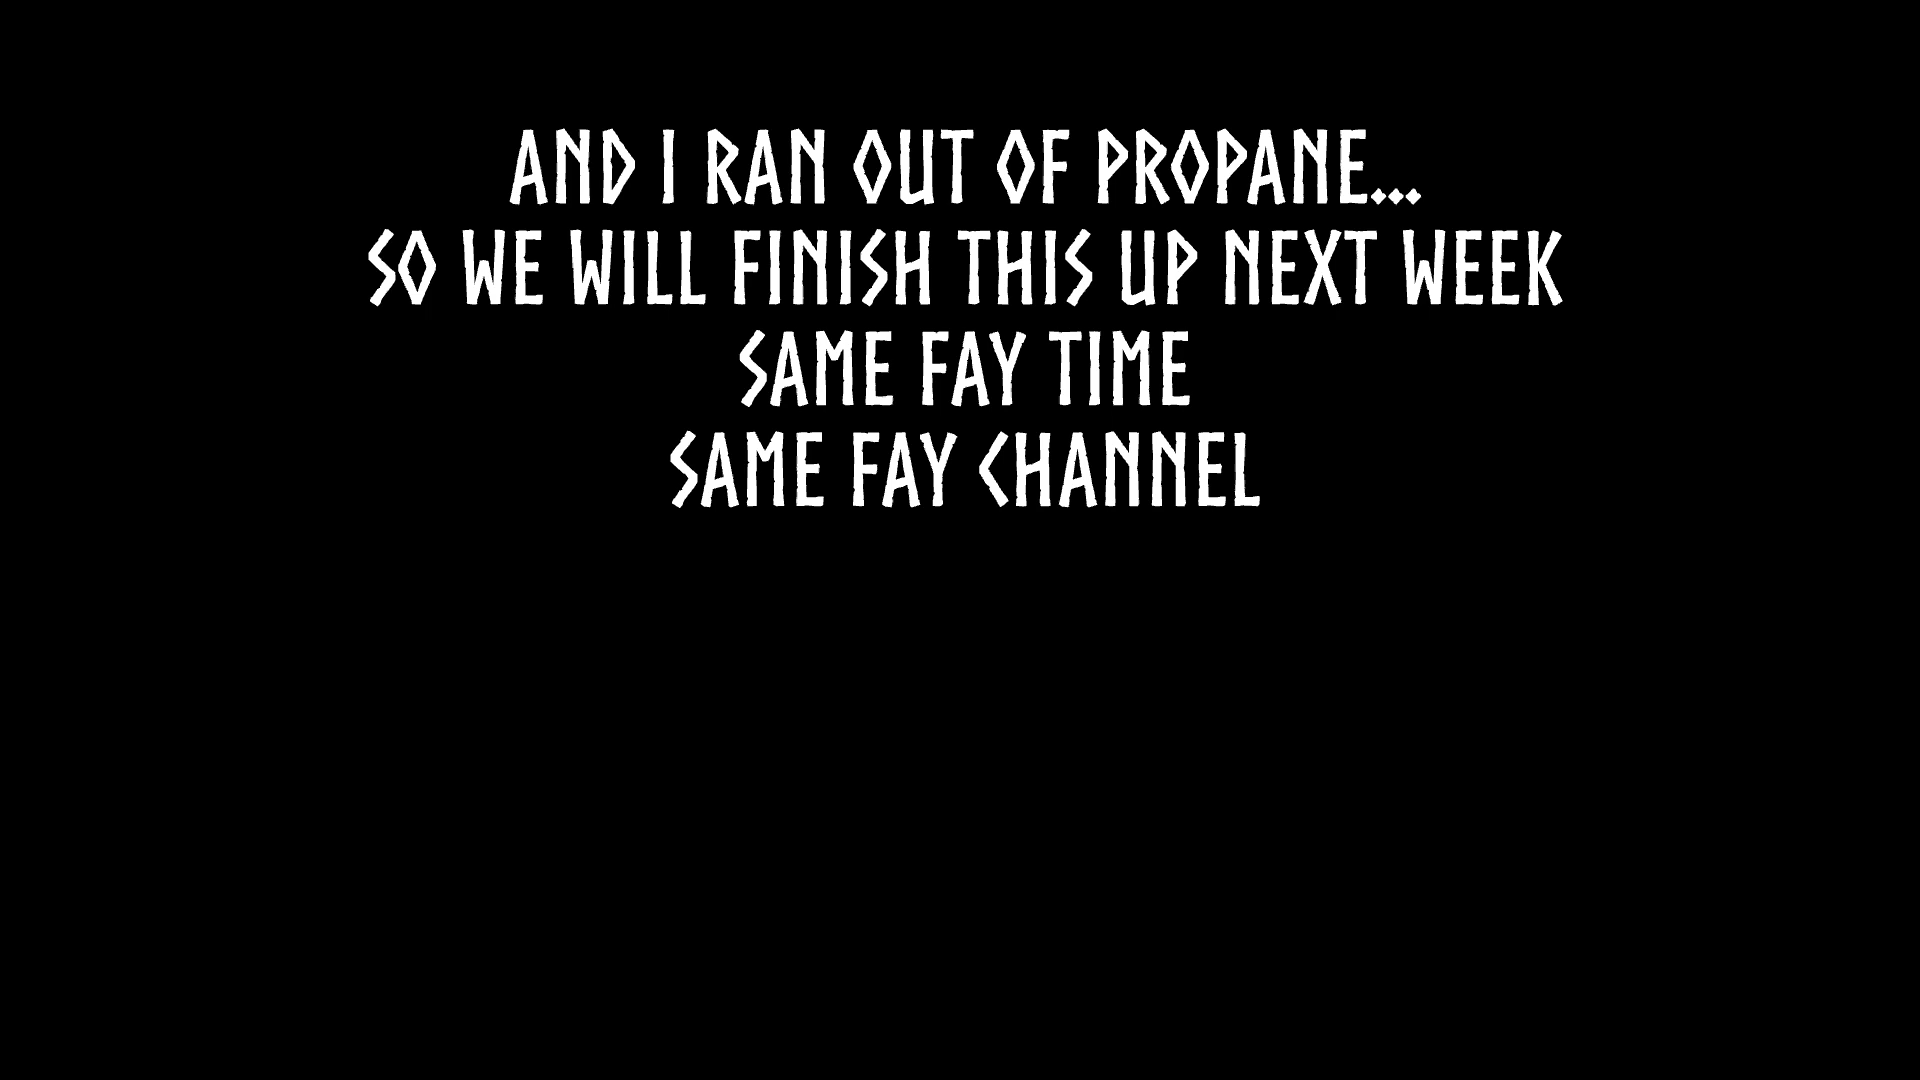 AND I RAN OUT OF PROPANE...
SO WE WILL FINISH THIS UP NEXT WEEK
SAME FAY TIME
SAME FAY CHANNEL